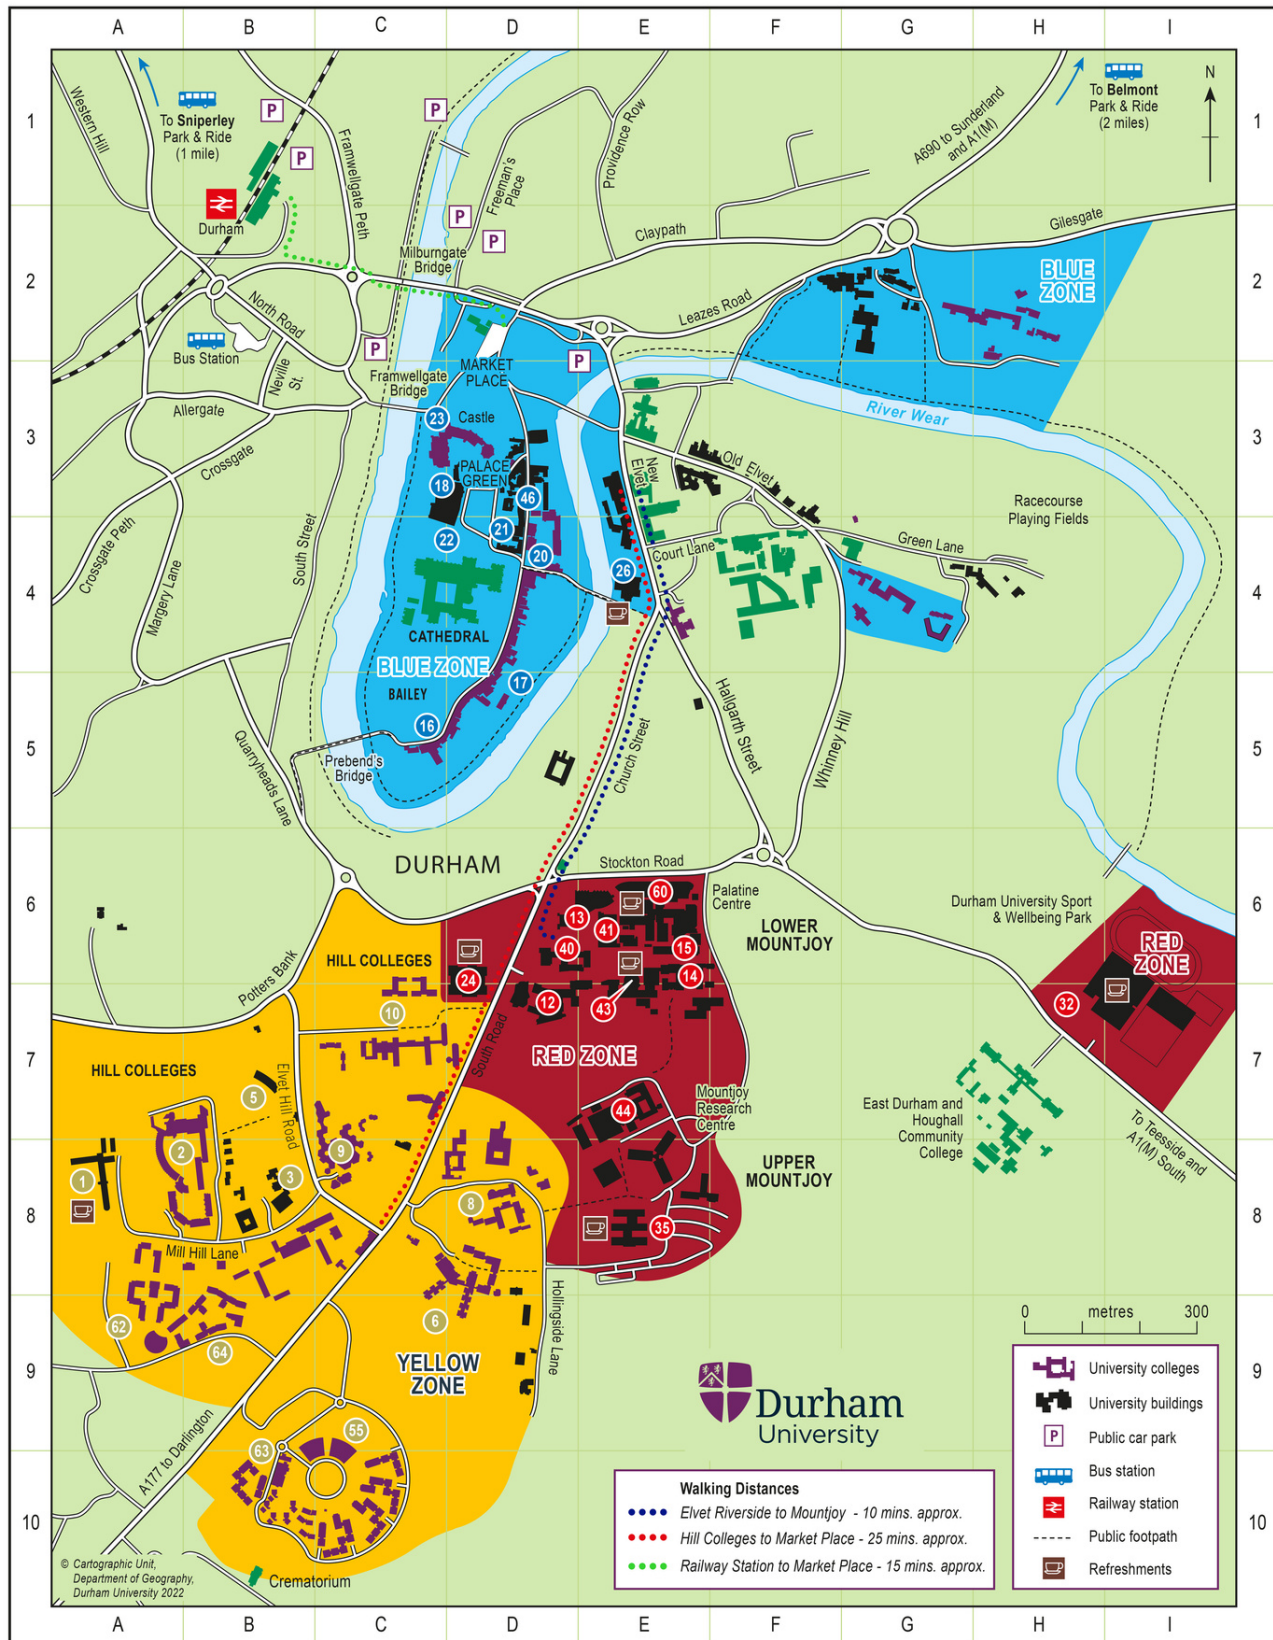 A B C D E F G H I
1
2
3
4
5
6
7
8
9
10
Western Hill
To Sniperley
Park & Ride
(1 mile)
P
P
P
P
P
P
P
Durham
Framwellgate Peth
Freeman's
Place
Providence Row
Milburngate
Bridge
Claypath
A690 to Sunderland
and A1(M)
To Belmont
Park & Ride
(2 miles)
N
1
Gilesgate
BLUE
ZONE
2
Leazes Road
North Road
Bus Station
Neville
St.
Framwellgate
Bridge
MARKET
PLACE
Allergate
Crossgate
23
Castle
PALACE
GREEN
18
46
21
22
20
New
Elvet
Old Elvet
River Wear
3
Racecourse
Playing Fields
Crossgate Peth
Margery Lane
South Street
26
Court Lane
Green Lane
4
CATHEDRAL
BLUE ZONE
BAILEY
17
16
Prebend's
Bridge
Quarryheads Lane
Church Street
Hallgarth Street
Whinney Hill
5
DURHAM
Stockton Road
Palatine
Centre
LOWER
MOUNTJOY
Durham University Sport
& Wellbeing Park
6
RED
ZONE
32
60
13
41
40
15
14
12
43
24
HILL COLLEGES
Potters Bank
10
South Road
RED ZONE
7
HILL COLLEGES
5
Elvet Hill Road
44
Mountjoy
Research
Centre
East Durham and
Houghall
Community
College
To Teesside and
A1(M) South
1
2
3
9
8
UPPER
MOUNTJOY
35
8
Mill Hill Lane
62
64
6
Hollingside Lane
YELLOW
ZONE
0 metres 300
9
Durham
University
55
63
A177 to Darlington
University colleges
University buildings
P Public car park
Bus station
Railway station
Public footpath
Refreshments
Walking Distances
Elvet Riverside to Mountjoy - 10 mins. approx.
Hill Colleges to Market Place - 25 mins. approx.
Railway Station to Market Place - 15 mins. approx.
10
© Cartographic Unit,
Department of Geography,
Durham University 2022
Crematorium
A B C D E F G H I